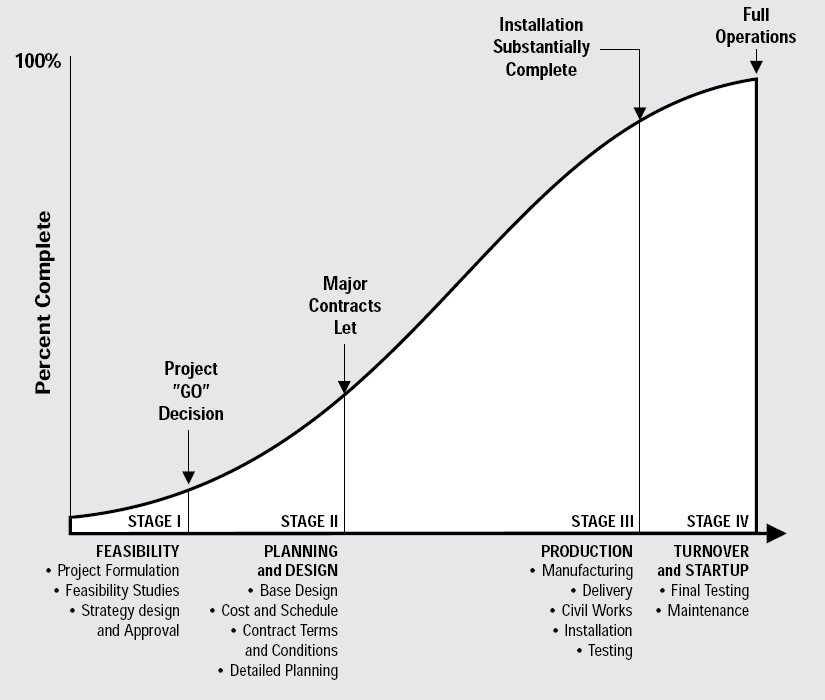 Full
Operations
Installation
Substantially
Complete
100%
Percent Complete
Major
Contracts
Let
Project
"GO"
Decision
STAGE I
STAGE II
STAGE III
STAGE IV
FEASIBILITY
• Project Formulation
• Feasibility Studies
• Strategy design
and Approval
PLANNING
and DESIGN
• Base Design
• Cost and Schedule
• Contract Terms
and Conditions
• Detailed Planning
PRODUCTION
• Manufacturing
• Delivery
• Civil Works
• Installation
• Testing
TURNOVER
and STARTUP
• Final Testing
• Maintenance